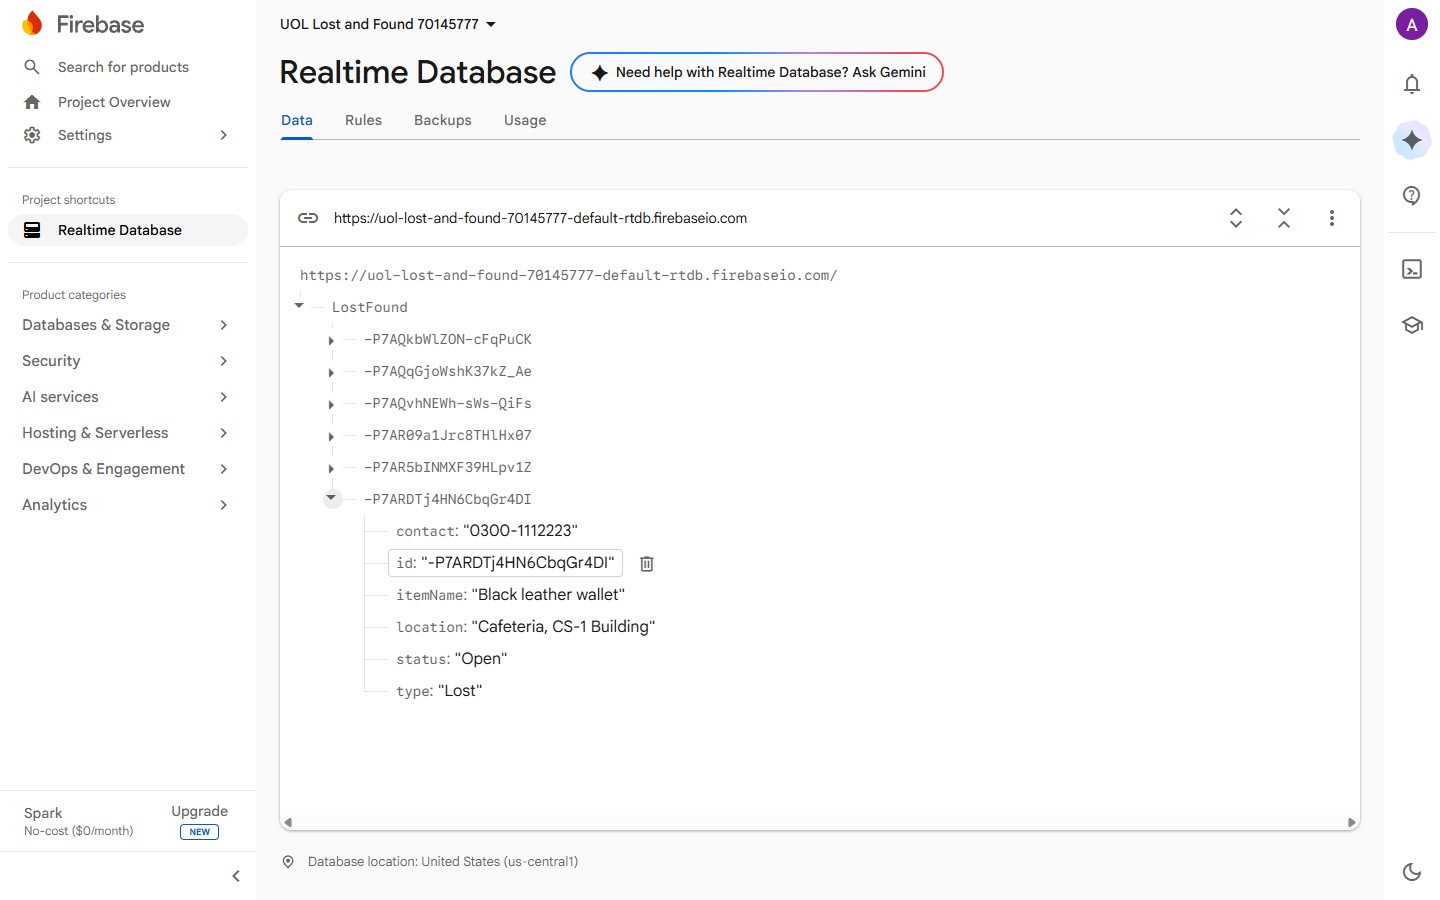 Firebase
Search for products
Project Overview
Settings
Project shortcuts
Realtime Database
Product categories
Databases & Storage
Security
AI services
Hosting & Serverless
DevOps & Engagement
Analytics
Spark
No-cost ($0/month)
Upgrade
NEW
UOL Lost and Found 70145777
Realtime Database
Need help with Realtime Database? Ask Gemini
Data Rules Backups Usage
https://uol-lost-and-found-70145777-default-rtdb.firebaseio.com
https://uol-lost-and-found-70145777-default-rtdb.firebaseio.com/
LostFound
-P7AQkbWlZON-cFqPuCK
-P7AQqGjoWshK37kZ_Ae
-P7AQvhNEWh-sWs-QiFs
-P7AR09a1Jrc8THlHx07
-P7AR5bINMXF39HLpv1Z
-P7ARDTj4HN6CbqGr4DI
contact: "0300-1112223"
id: "-P7ARDTj4HN6CbqGr4DI"
itemName: "Black leather wallet"
location: "Cafeteria, CS-1 Building"
status: "Open"
type: "Lost"
Database location: United States (us-central1)
A